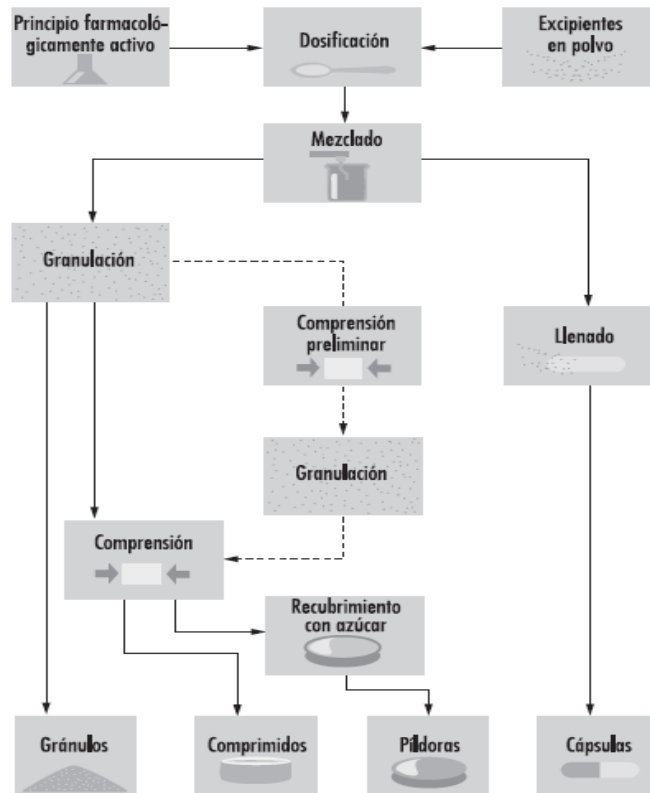 Principio farmacoló-
gicamente activo
Dosificación
Excipientes
en polvo
Mezclado
Granulación
Comprensión
preliminar
Llenado
Granulación
Comprensión
Recubrimiento
con azúcar
Gránulos
Comprimidos
Píldoras
Cápsulas